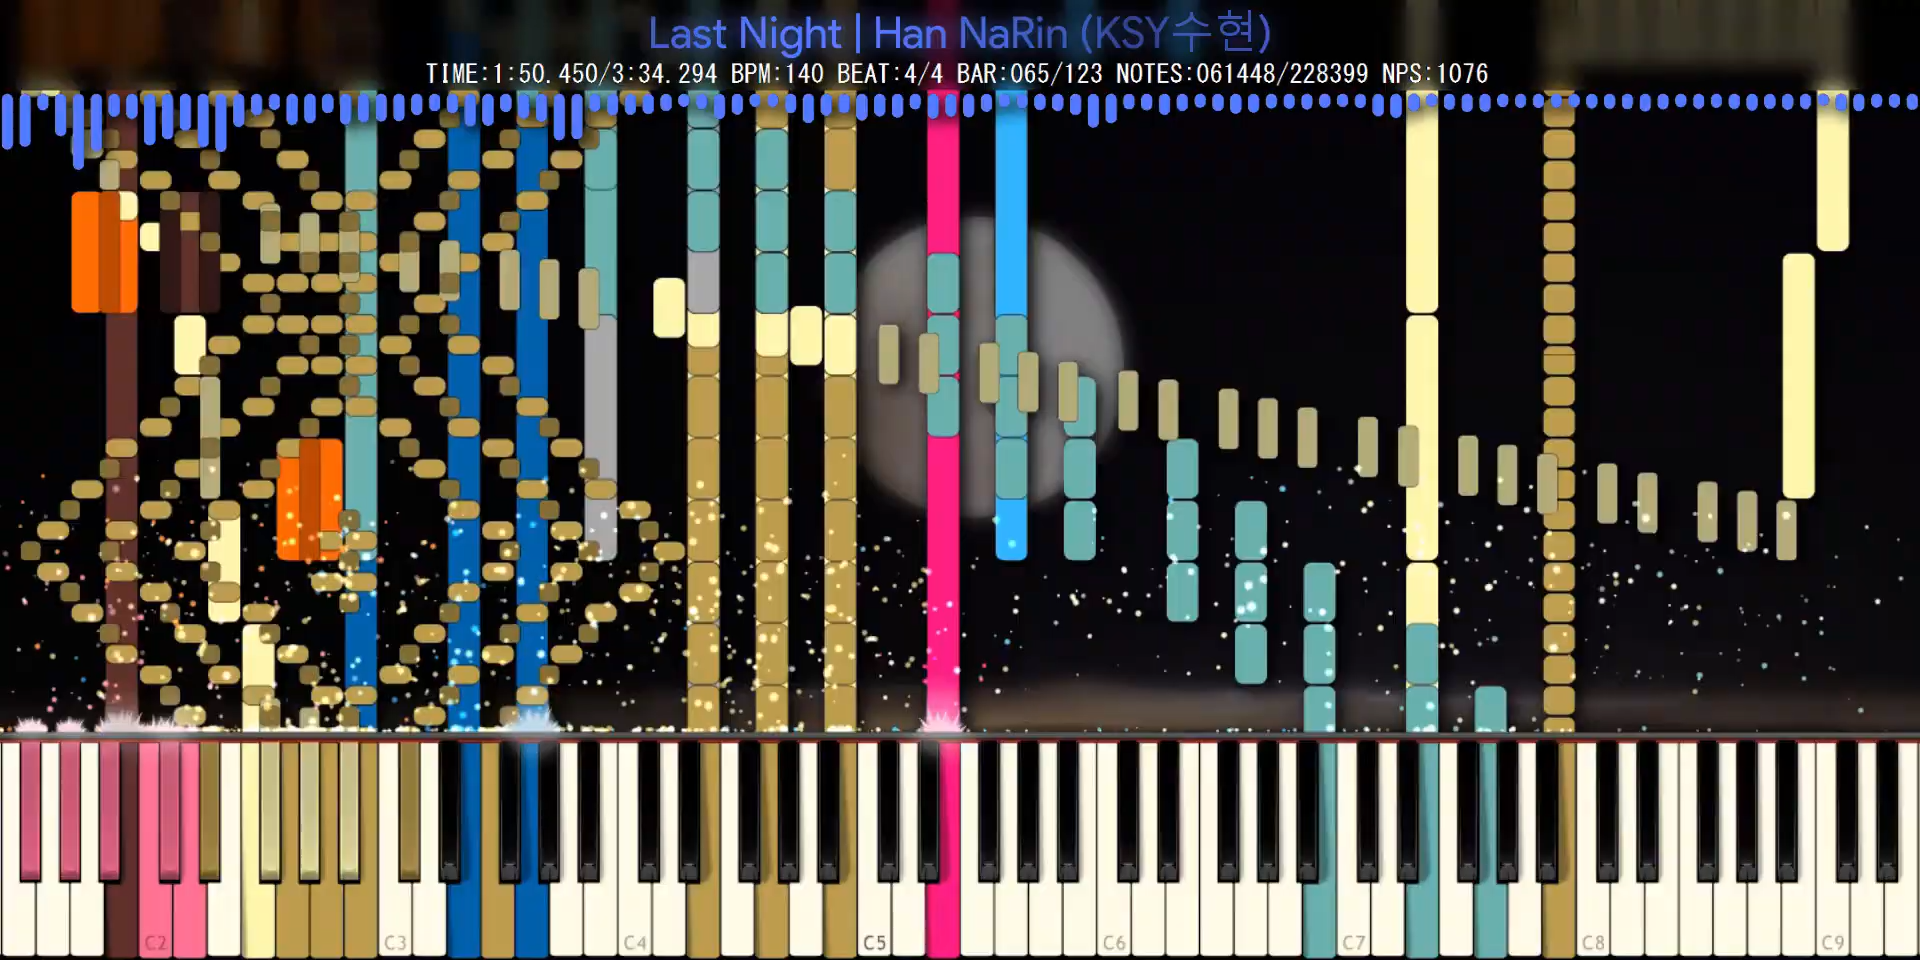 Last Night | Han NaRin (KSY수현)
TIME:1:50.450/3:34.294 BPM:140 BEAT:4/4 BAR:065/123 NOTES:061448/228399 NPS:1076
C2 C3 C4 C5 C6 C7 C8 C9